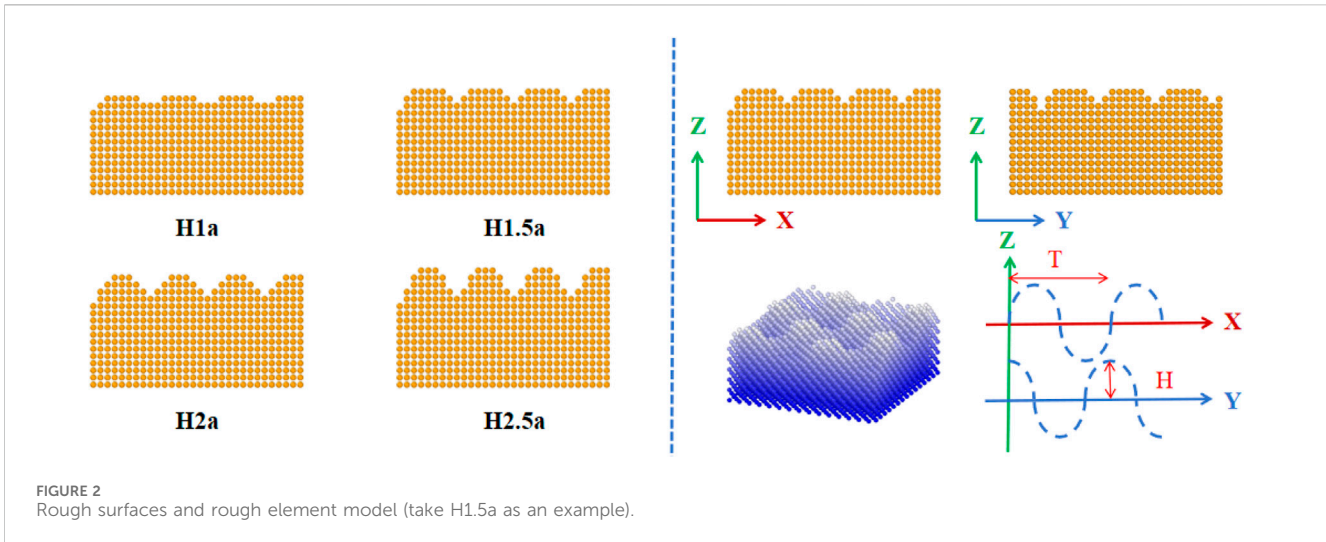 H1a
H1.5a
H2a
H2.5a
Z
X
Z
Y
Z
T
X
H
Y
FIGURE 2
Rough surfaces and rough element model (take H1.5a as an example).